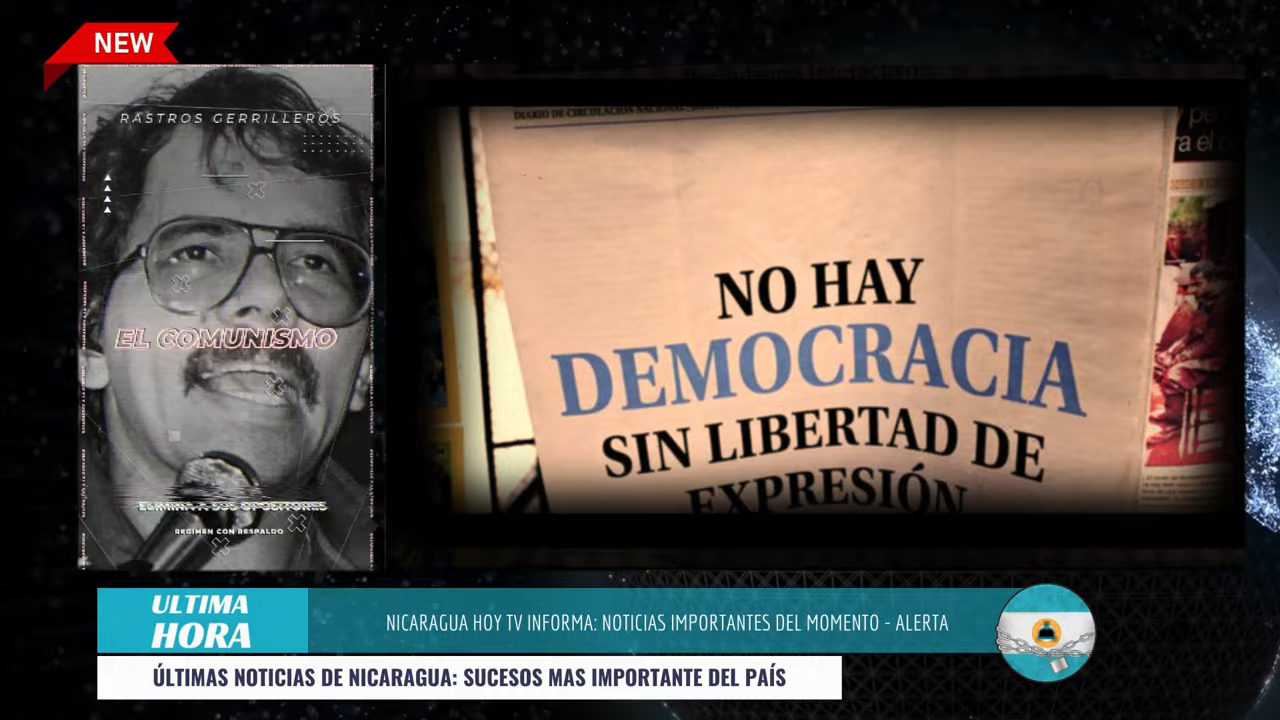 NEW
RASTROS GERRILLEROS
EL COMUNISMO
ELIMINA A SUS OPOSITORES
REGIMEN CON RESPALDO
DIARIO DE CIRCULACIÓN NACIONAL
NO HAY
DEMOCRACIA
SIN LIBERTAD DE
EXPRESIÓN
ULTIMA
HORA
NICARAGUA HOY TV INFORMA: NOTICIAS IMPORTANTES DEL MOMENTO - ALERTA
ÚLTIMAS NOTICIAS DE NICARAGUA: SUCESOS MAS IMPORTANTE DEL PAÍS